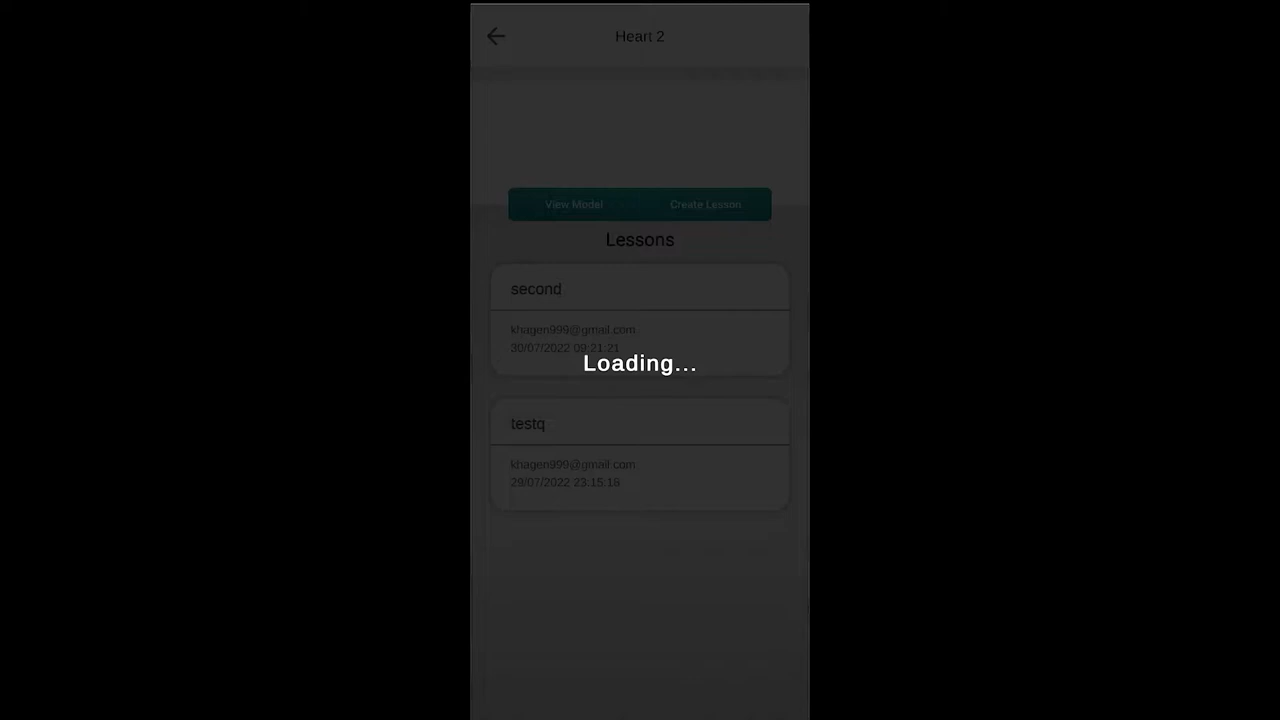 Heart 2
View Model
Create Lesson
Lessons
second
khagen999@gmail.com
30/07/2022 09:21:21
Loading...
testq
khagen999@gmail.com
29/07/2022 23:15:18